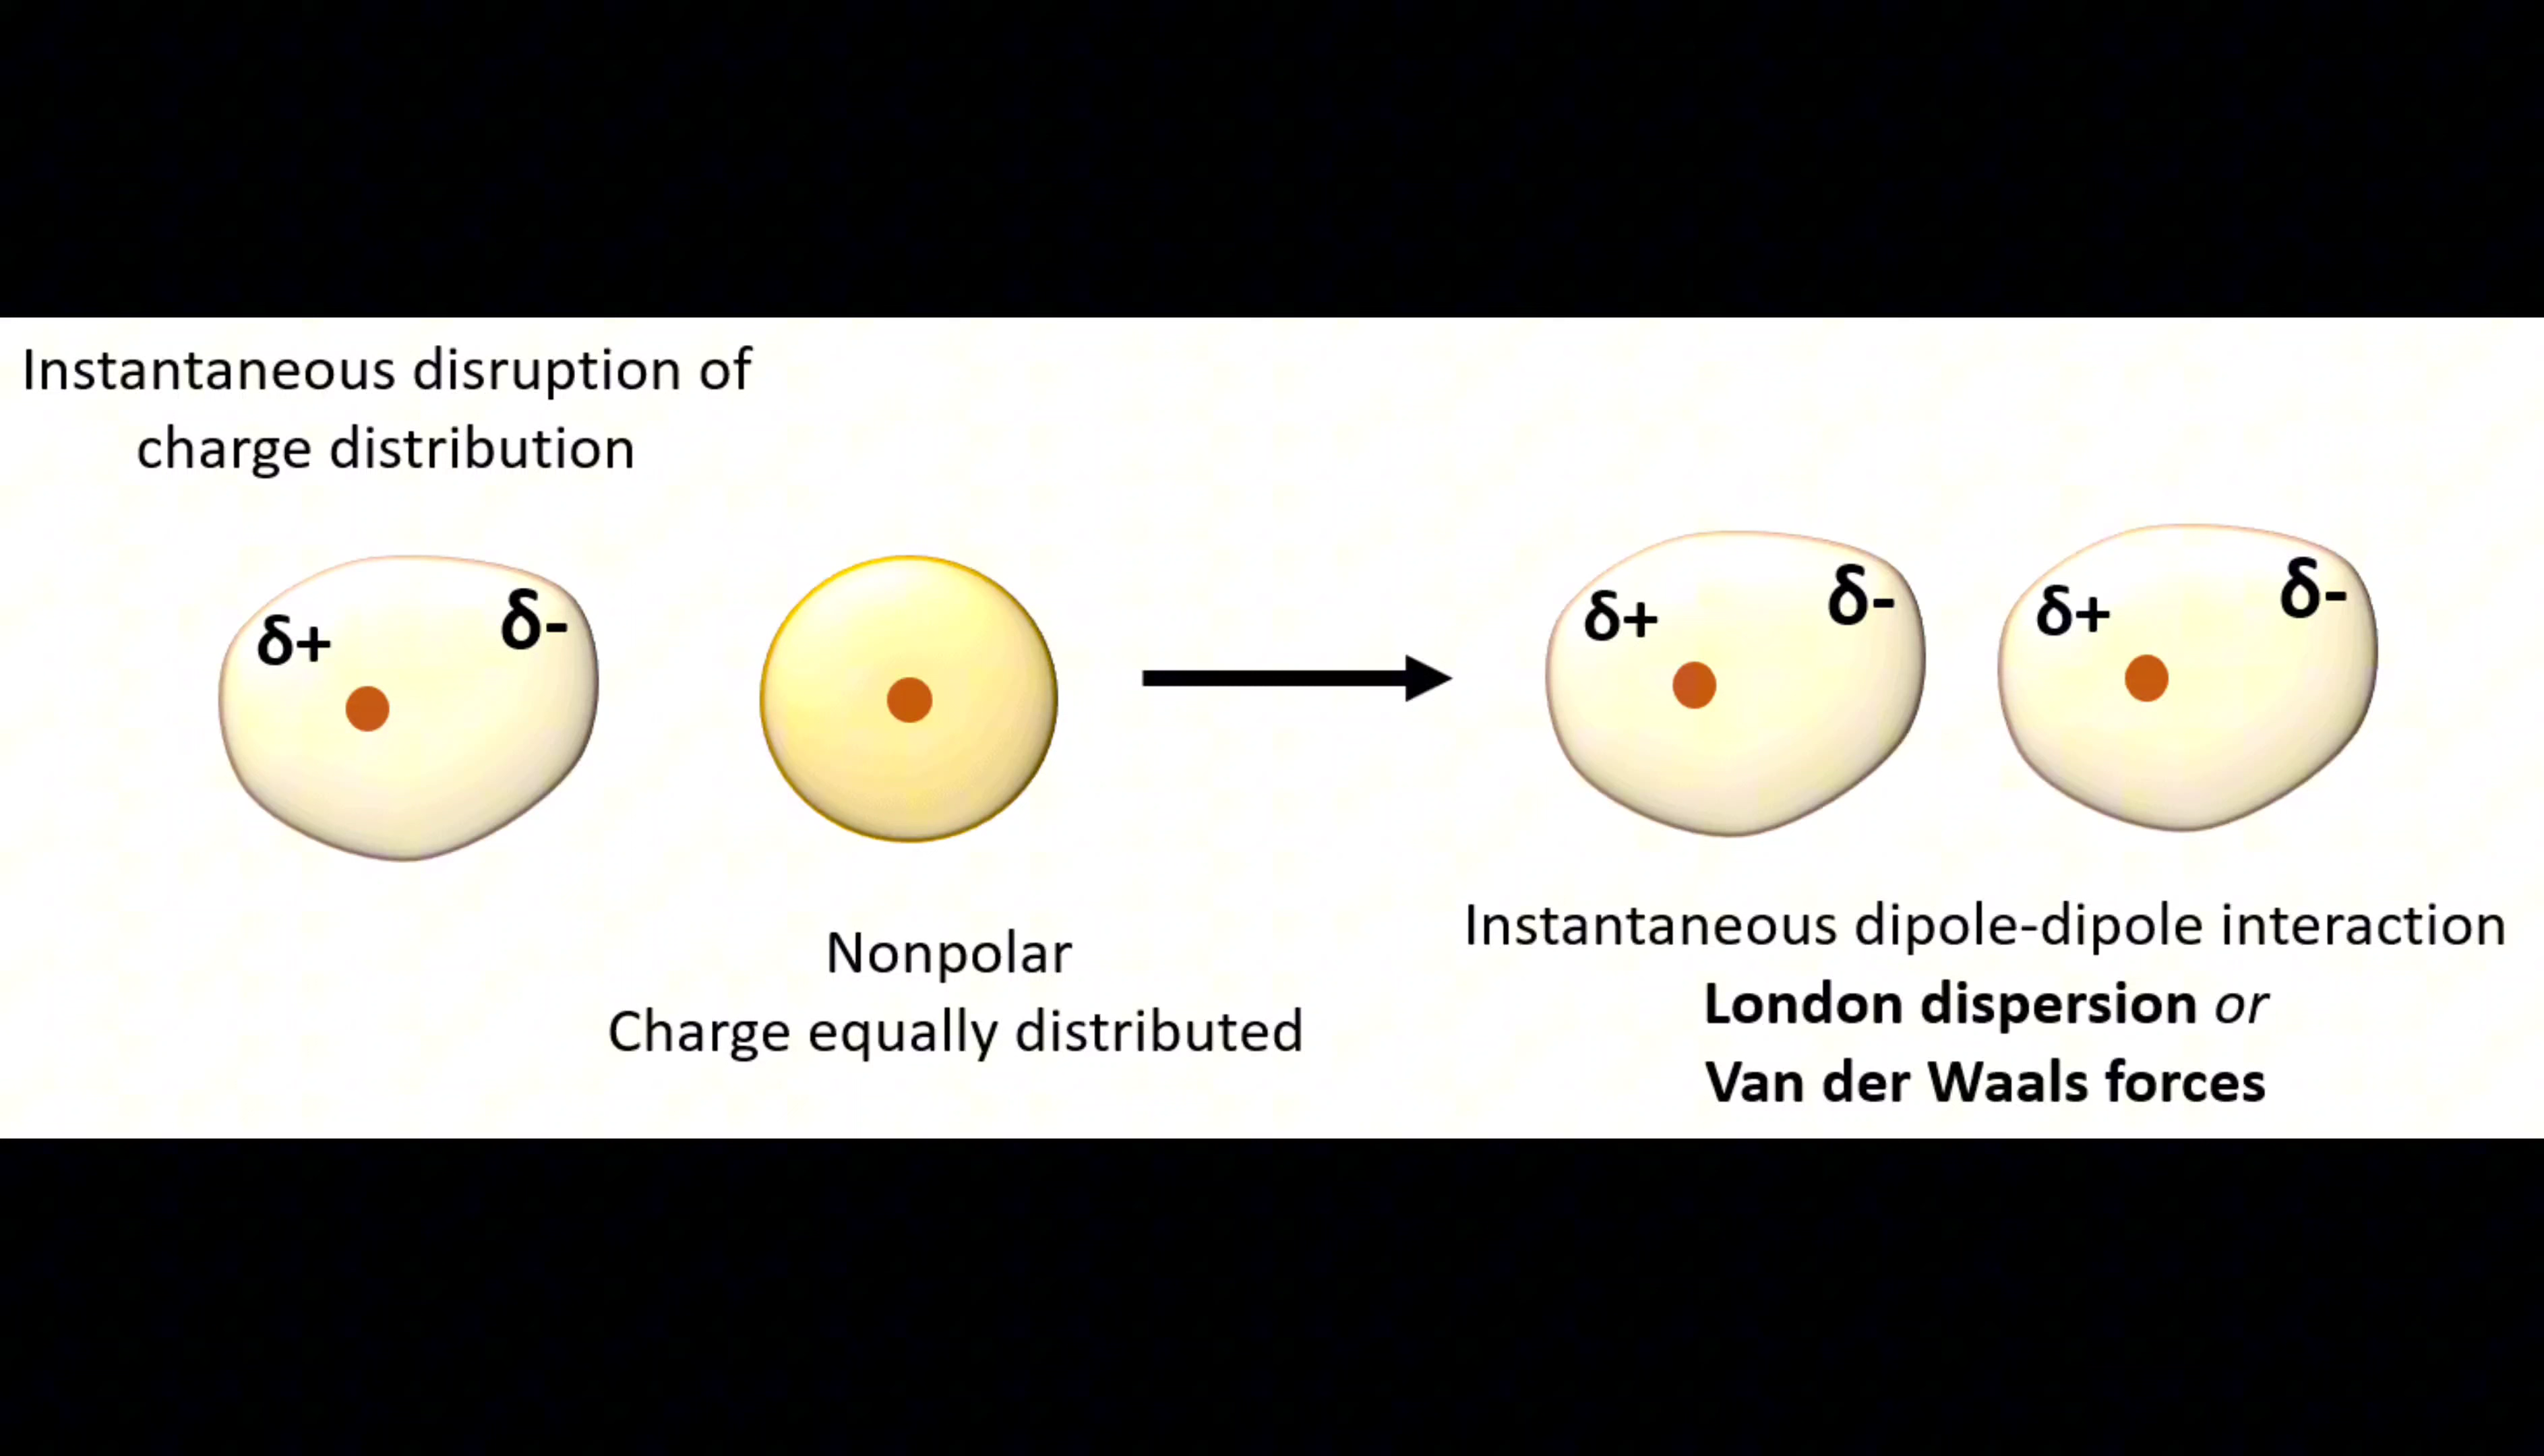 Instantaneous disruption of
charge distribution
δ+ δ-
Nonpolar
Charge equally distributed
δ+ δ- δ+ δ-
Instantaneous dipole-dipole interaction
London dispersion or
Van der Waals forces